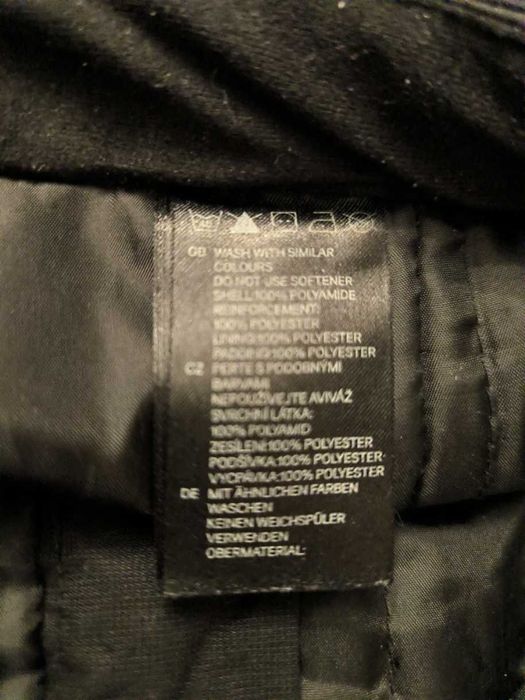 GB WASH WITH SIMILAR
COLOURS
DO NOT USE SOFTENER
SHELL:100% POLYAMIDE
REINFORCEMENT:
100% POLYESTER
LINING:100% POLYESTER
PADDING:100% POLYESTER
CZ PERTE S PODOBNÝMI
BARVAMI
NEPOUŽÍVEJTE AVIVÁŽ
SVRCHNÍ LÁTKA:
100% POLYAMID
ZESÍLENÍ:100% POLYESTER
PODŠÍVKA:100% POLYESTER
VYCPÁVKA:100% POLYESTER
DE MIT ÄHNLICHEN FARBEN
WASCHEN
KEINEN WEICHSPÜLER
VERWENDEN
OBERMATERIAL: